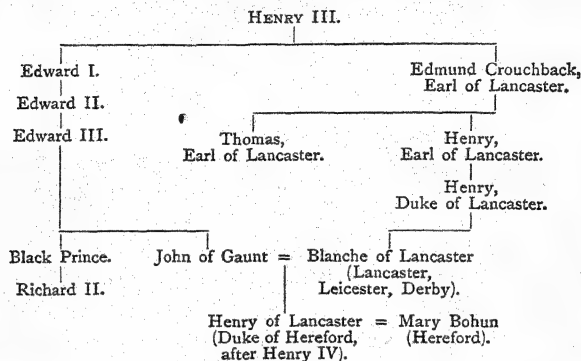 HENRY III.
Edward I.
Edmund Crouchback,
Earl of Lancaster.
Edward II.
Edward III.
Thomas,
Earl of Lancaster.
Henry,
Earl of Lancaster.
Henry,
Duke of Lancaster.
Black Prince.
John of Gaunt = Blanche of Lancaster
(Lancaster,
Leicester, Derby).
Richard II.
Henry of Lancaster = Mary Bohun
(Duke of Hereford, (Hereford).
after Henry IV).